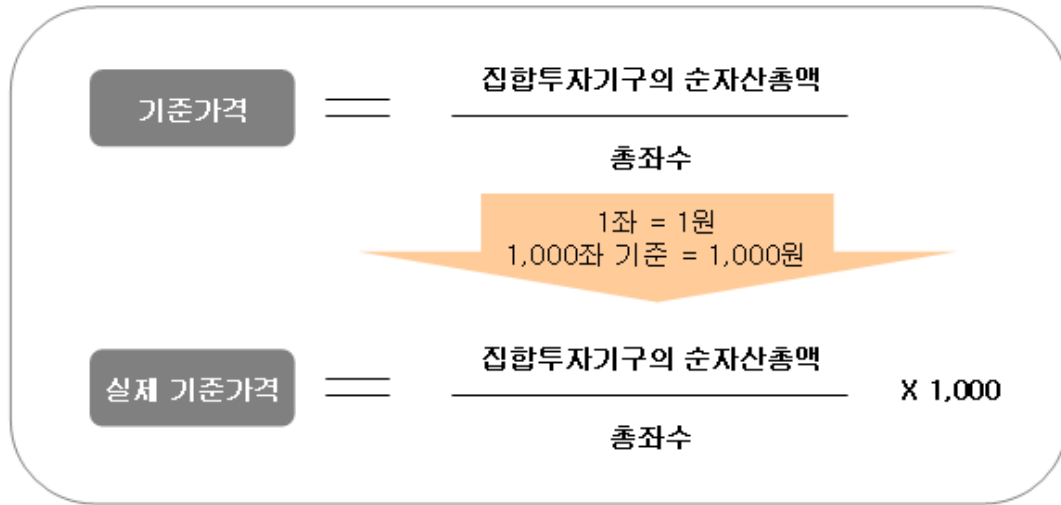 집합투자기구의 순자산총액
기준가격
총좌수
1좌 = 1원
1,000좌 기준 = 1,000원
집합투자기구의 순자산총액
실제 기준가격
X 1,000
총좌수